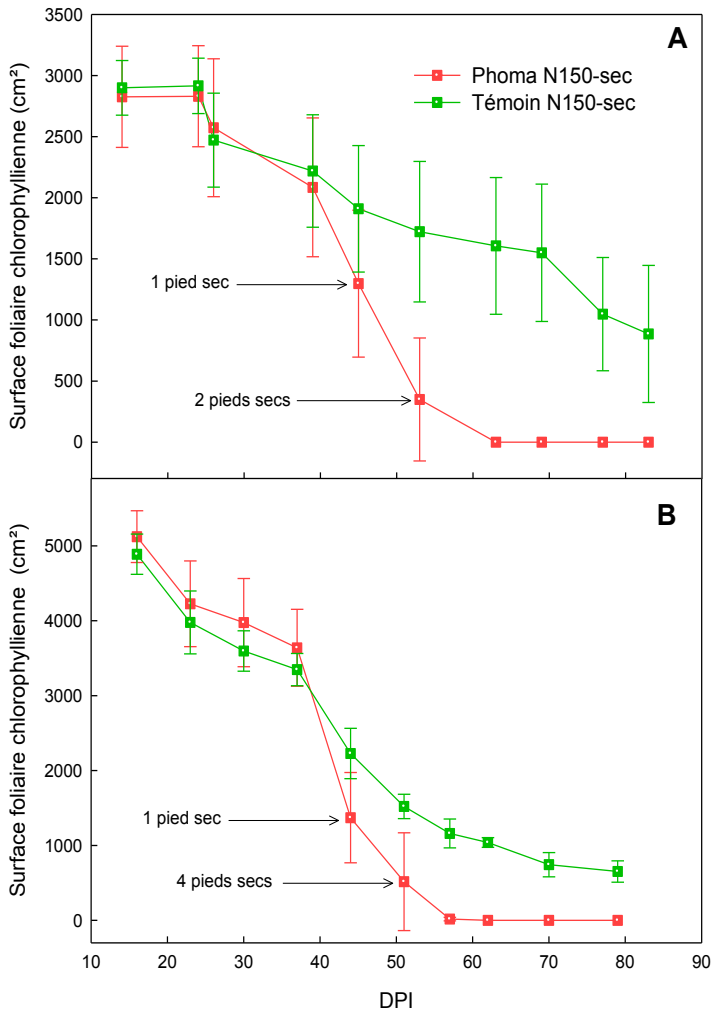 A
Phoma N150-sec
Témoin N150-sec
Surface foliaire chlorophyllienne (cm²)
3500
3000
2500
2000
1500
1000
500
0
1 pied sec
2 pieds secs
B
Surface foliaire chlorophyllienne (cm²)
5000
4000
3000
2000
1000
0
1 pied sec
4 pieds secs
10 20 30 40 50 60 70 80 90
DPI